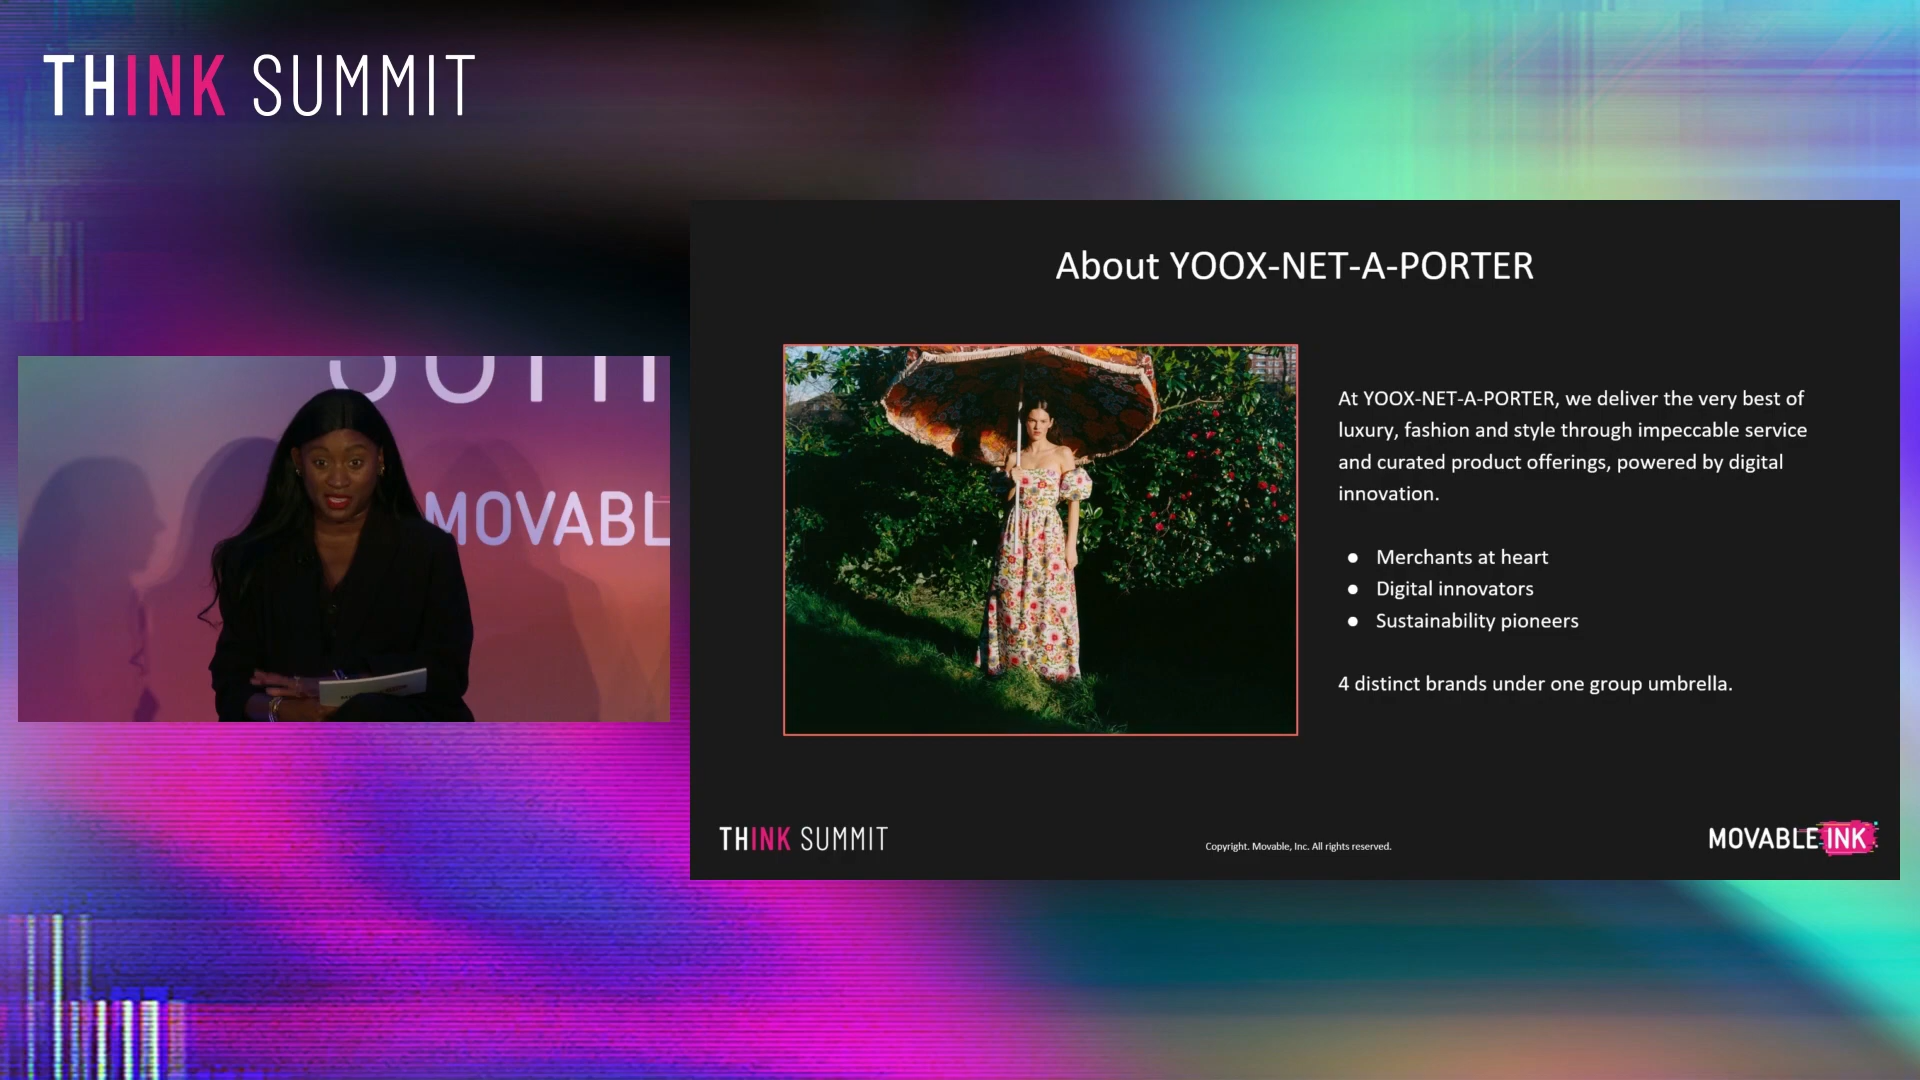 THINK SUMMIT
MOVABL
About YOOX-NET-A-PORTER
At YOOX-NET-A-PORTER, we deliver the very best of
luxury, fashion and style through impeccable service
and curated product offerings, powered by digital
innovation.
● Merchants at heart
● Digital innovators
● Sustainability pioneers
4 distinct brands under one group umbrella.
THINK SUMMIT
Copyright. Movable, Inc. All rights reserved.
MOVABLE INK